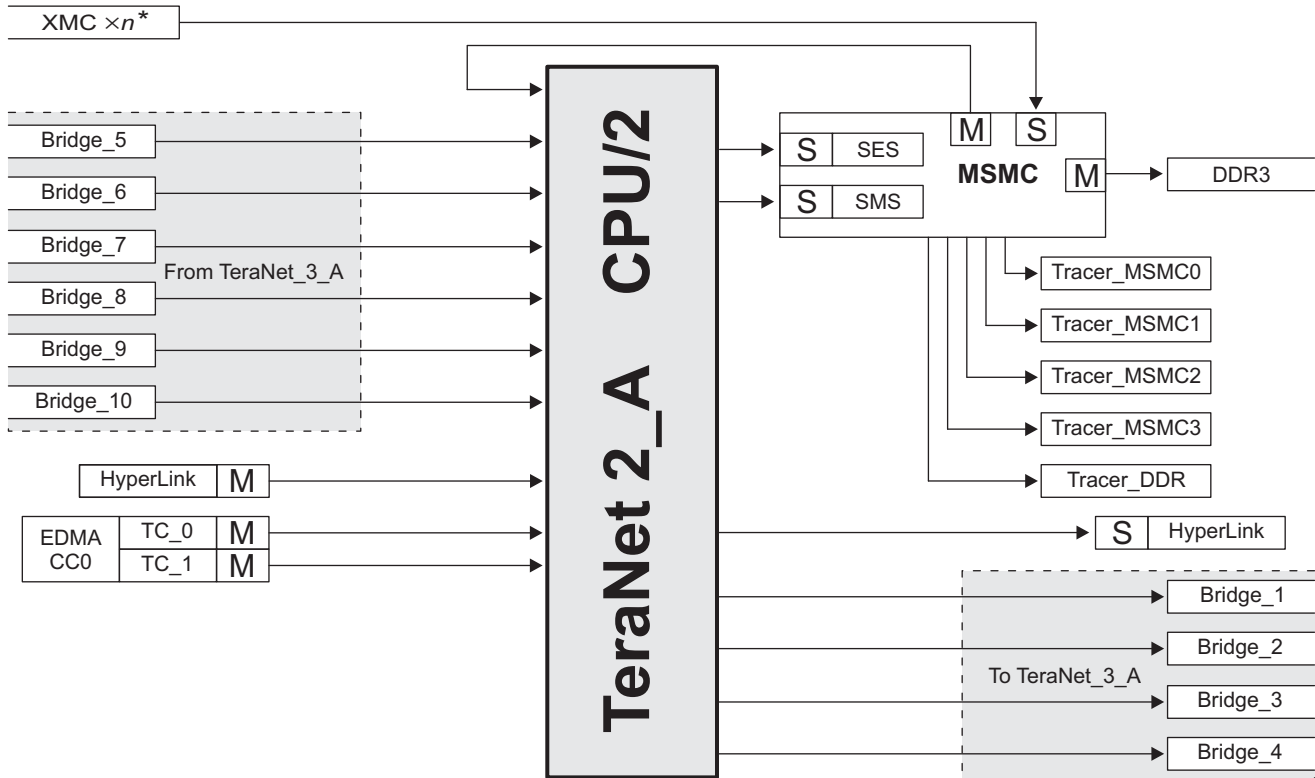 XMC ×n*
Bridge_5
Bridge_6
Bridge_7
From TeraNet_3_A
Bridge_8
Bridge_9
Bridge_10
HyperLink M
EDMA CC0
TC_0 M
TC_1 M
TeraNet 2_A CPU/2
M S
S SES
MSMC M
S SMS
DDR3
Tracer_MSMC0
Tracer_MSMC1
Tracer_MSMC2
Tracer_MSMC3
Tracer_DDR
S HyperLink
Bridge_1
Bridge_2
To TeraNet_3_A
Bridge_3
Bridge_4